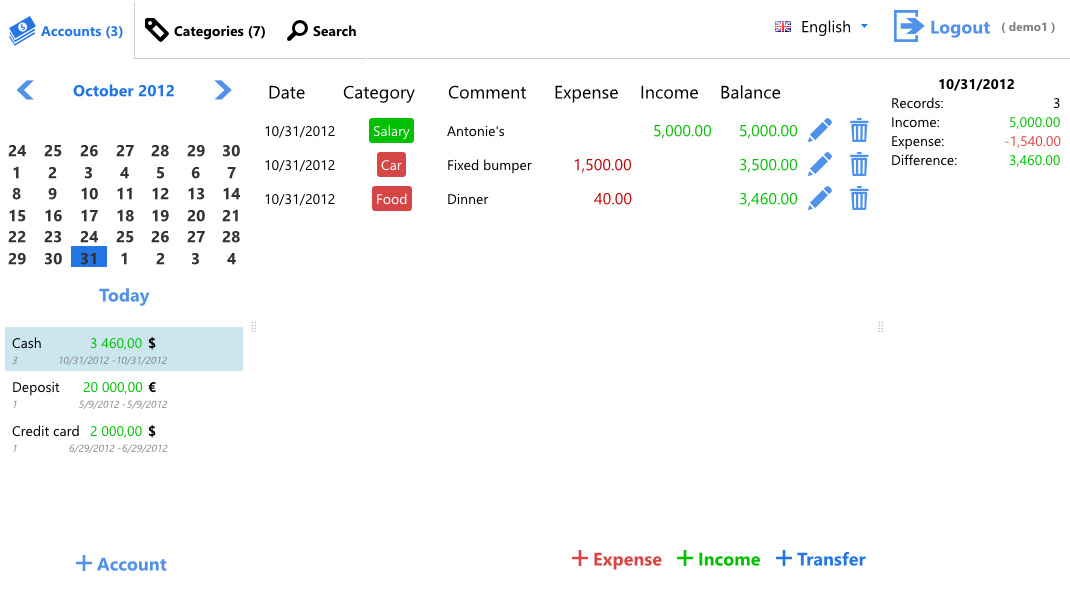 Accounts (3) Categories (7) Search English Logout ( demo1 )
October 2012
24 25 26 27 28 29 30
1 2 3 4 5 6 7
8 9 10 11 12 13 14
15 16 17 18 19 20 21
22 23 24 25 26 27 28
29 30 31 1 2 3 4
Today
Cash 3 460,00 $
3 10/31/2012 -10/31/2012
Deposit 20 000,00 €
1 5/9/2012 -5/9/2012
Credit card 2 000,00 $
1 6/29/2012 -6/29/2012
+ Account
Date Category Comment Expense Income Balance
10/31/2012 Salary Antonie's 5,000.00 5,000.00
10/31/2012 Car Fixed bumper 1,500.00 3,500.00
10/31/2012 Food Dinner 40.00 3,460.00
+ Expense + Income + Transfer
10/31/2012
Records: 3
Income: 5,000.00
Expense: -1,540.00
Difference: 3,460.00